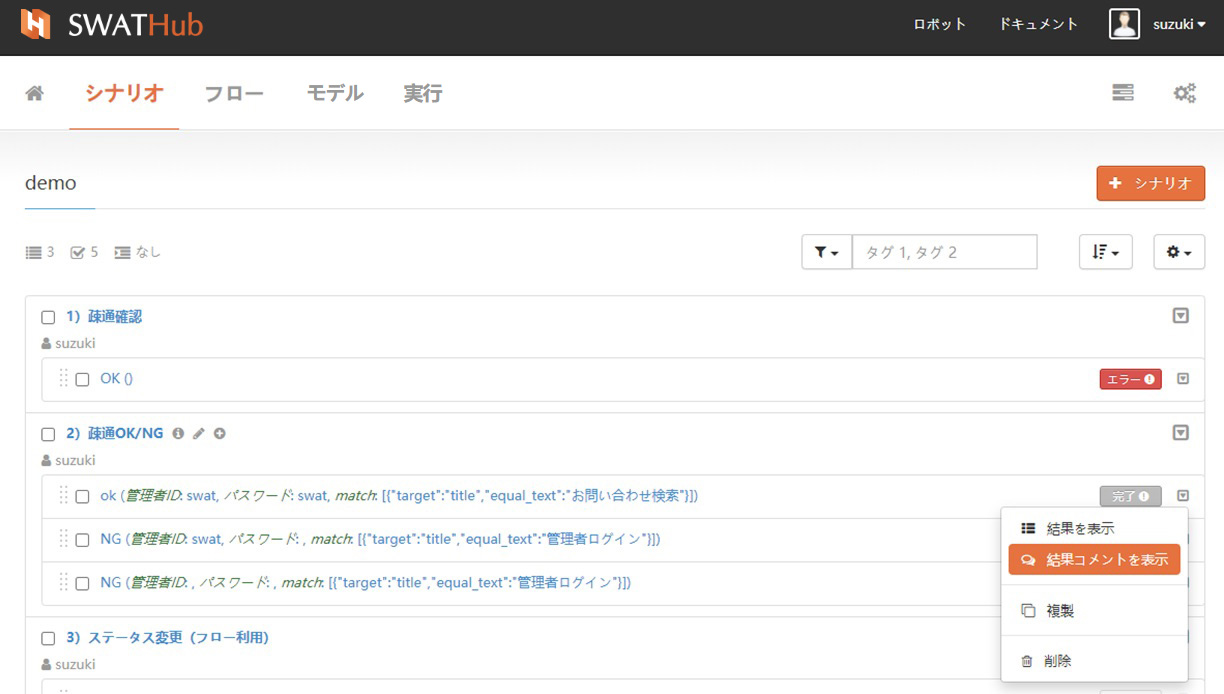 SWATHub ロボット ドキュメント suzuki
シナリオ フロー モデル 実行
demo
シナリオ
3 5 なし タグ 1, タグ 2
1）疎通確認
suzuki
OK () エラー
2）疎通OK/NG
suzuki
ok (管理者ID: swat, パスワード: swat, match: [{"target":"title","equal_text":"お問い合わせ検索"}]) 完了
結果を表示
NG (管理者ID: swat, パスワード: , match: [{"target":"title","equal_text":"管理者ログイン"}])
結果コメントを表示
NG (管理者ID: , パスワード: , match: [{"target":"title","equal_text":"管理者ログイン"}])
複製
3）ステータス変更（フロー利用）
suzuki
削除